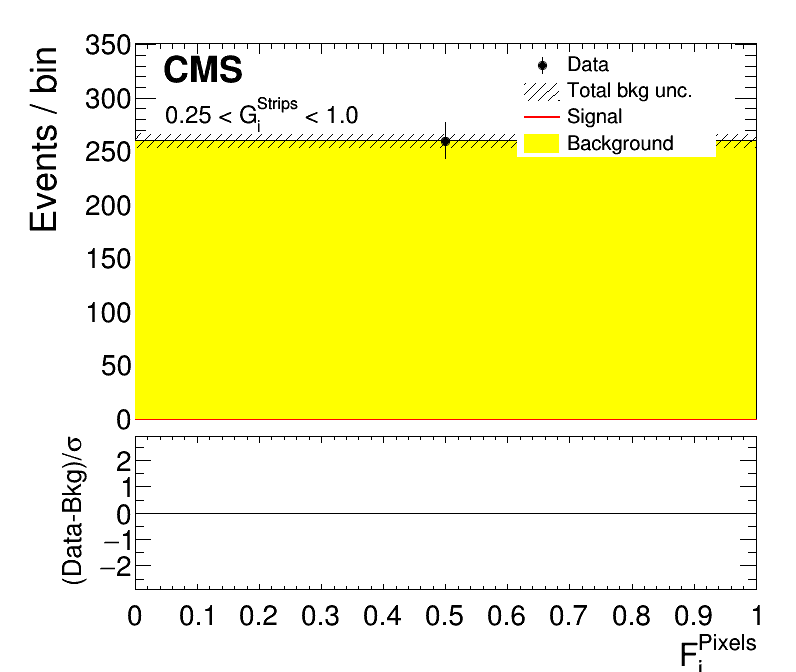 350
300
250
200
150
100
50
0
Events / bin
CMS
0.25 < G_i^Strips < 1.0
Data
Total bkg unc.
Signal
Background
(Data-Bkg)/σ
2
1
0
−1
−2
0 0.1 0.2 0.3 0.4 0.5 0.6 0.7 0.8 0.9 1
F_i^Pixels